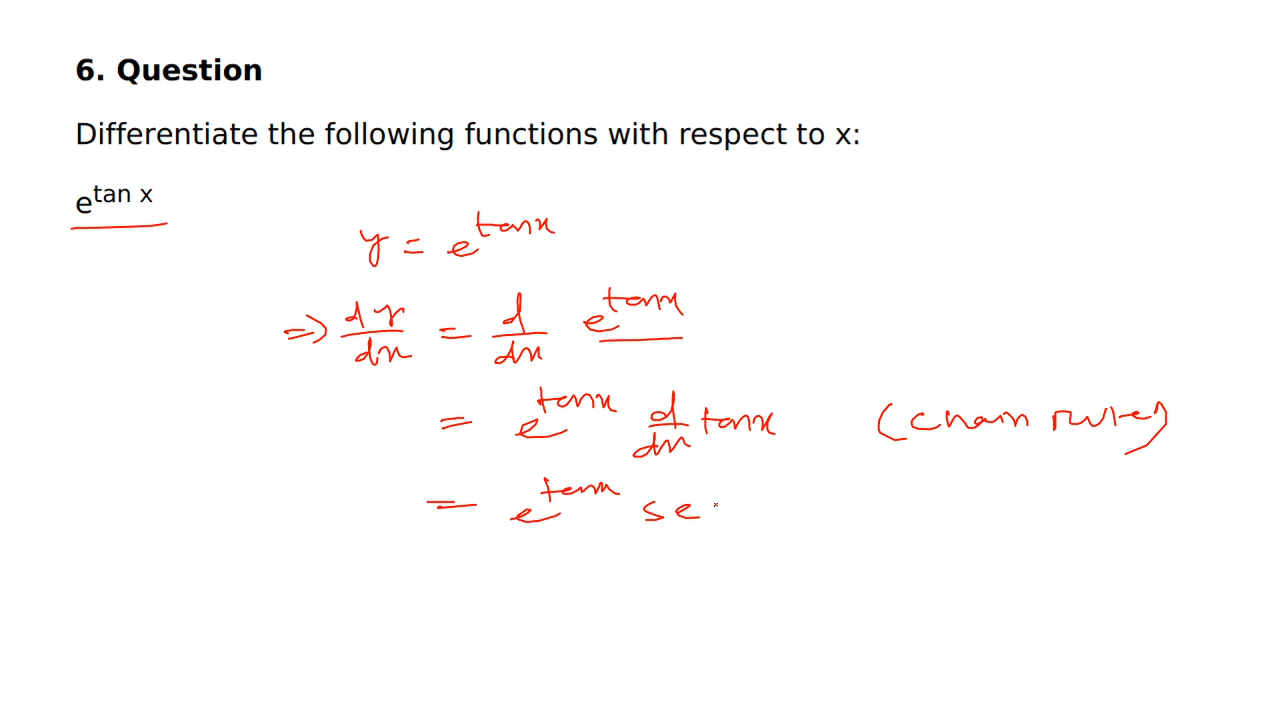 6. Question
Differentiate the following functions with respect to x:
e^tan x
y = e^tanx
=> dy/dx = d/dx e^tanx
= e^tanx d/dx tanx (chain rule)
= e^tanx se